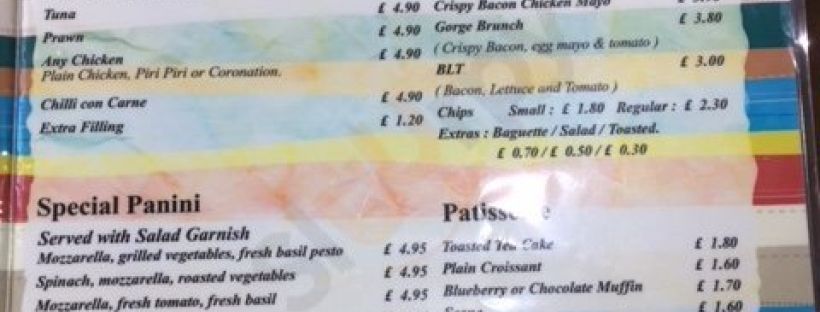 Tuna £ 4.90
Prawn £ 4.90
Any Chicken £ 4.90
Plain Chicken, Piri Piri or Coronation.
Chilli con Carne £ 4.90
Extra Filling £ 1.20
Special Panini
Served with Salad Garnish
Mozzarella, grilled vegetables, fresh basil pesto £ 4.95
Spinach, mozzarella, roasted vegetables £ 4.95
Mozzarella, fresh tomato, fresh basil £ 4.95
Crispy Bacon Chicken Mayo
Gorge Brunch £ 3.80
( Crispy Bacon, egg mayo & tomato )
BLT £ 3.00
( Bacon, Lettuce and Tomato )
Chips Small : £ 1.80 Regular : £ 2.30
Extras : Baguette / Salad / Toasted.
£ 0.70 / £ 0.50 / £ 0.30
Toasted Tea Cake £ 1.80
Plain Croissant £ 1.60
Blueberry or Chocolate Muffin £ 1.70
£ 1.60